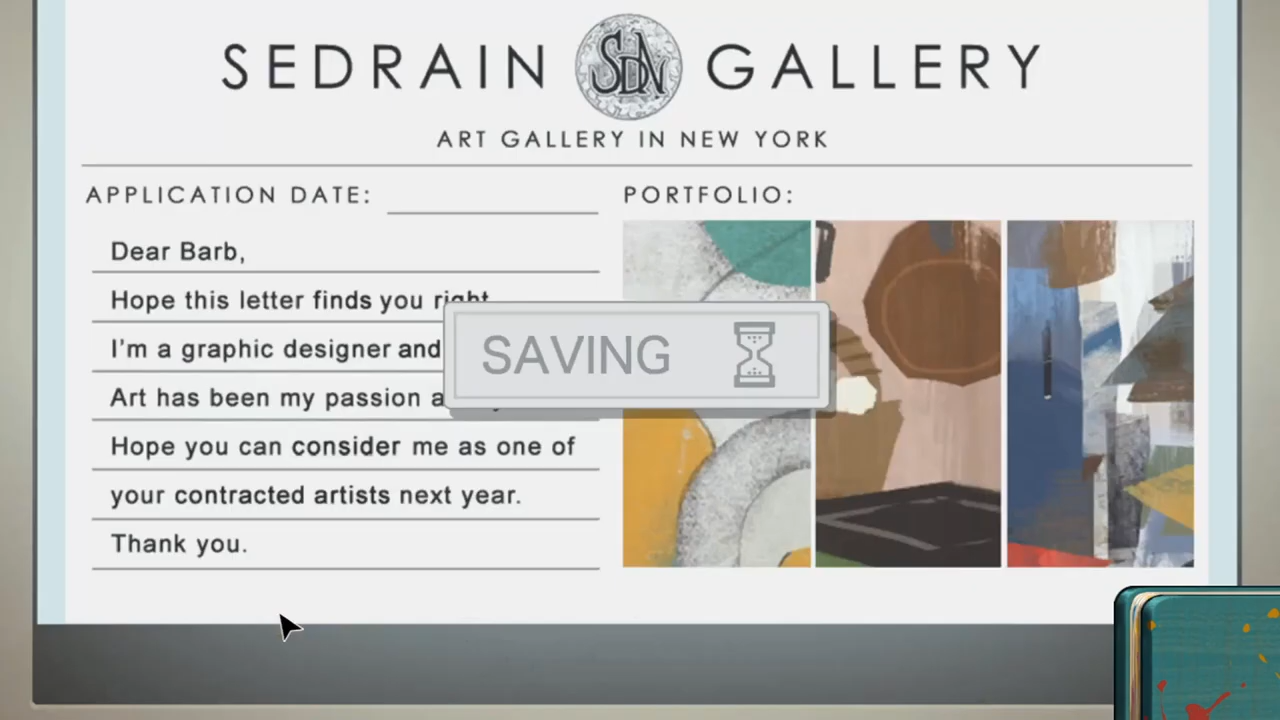 SEDRAIN SDN GALLERY
ART GALLERY IN NEW YORK
APPLICATION DATE:
PORTFOLIO:
Dear Barb,
Hope this letter finds you right
I'm a graphic designer and
Art has been my passion
Hope you can consider me as one of
your contracted artists next year.
Thank you.
SAVING